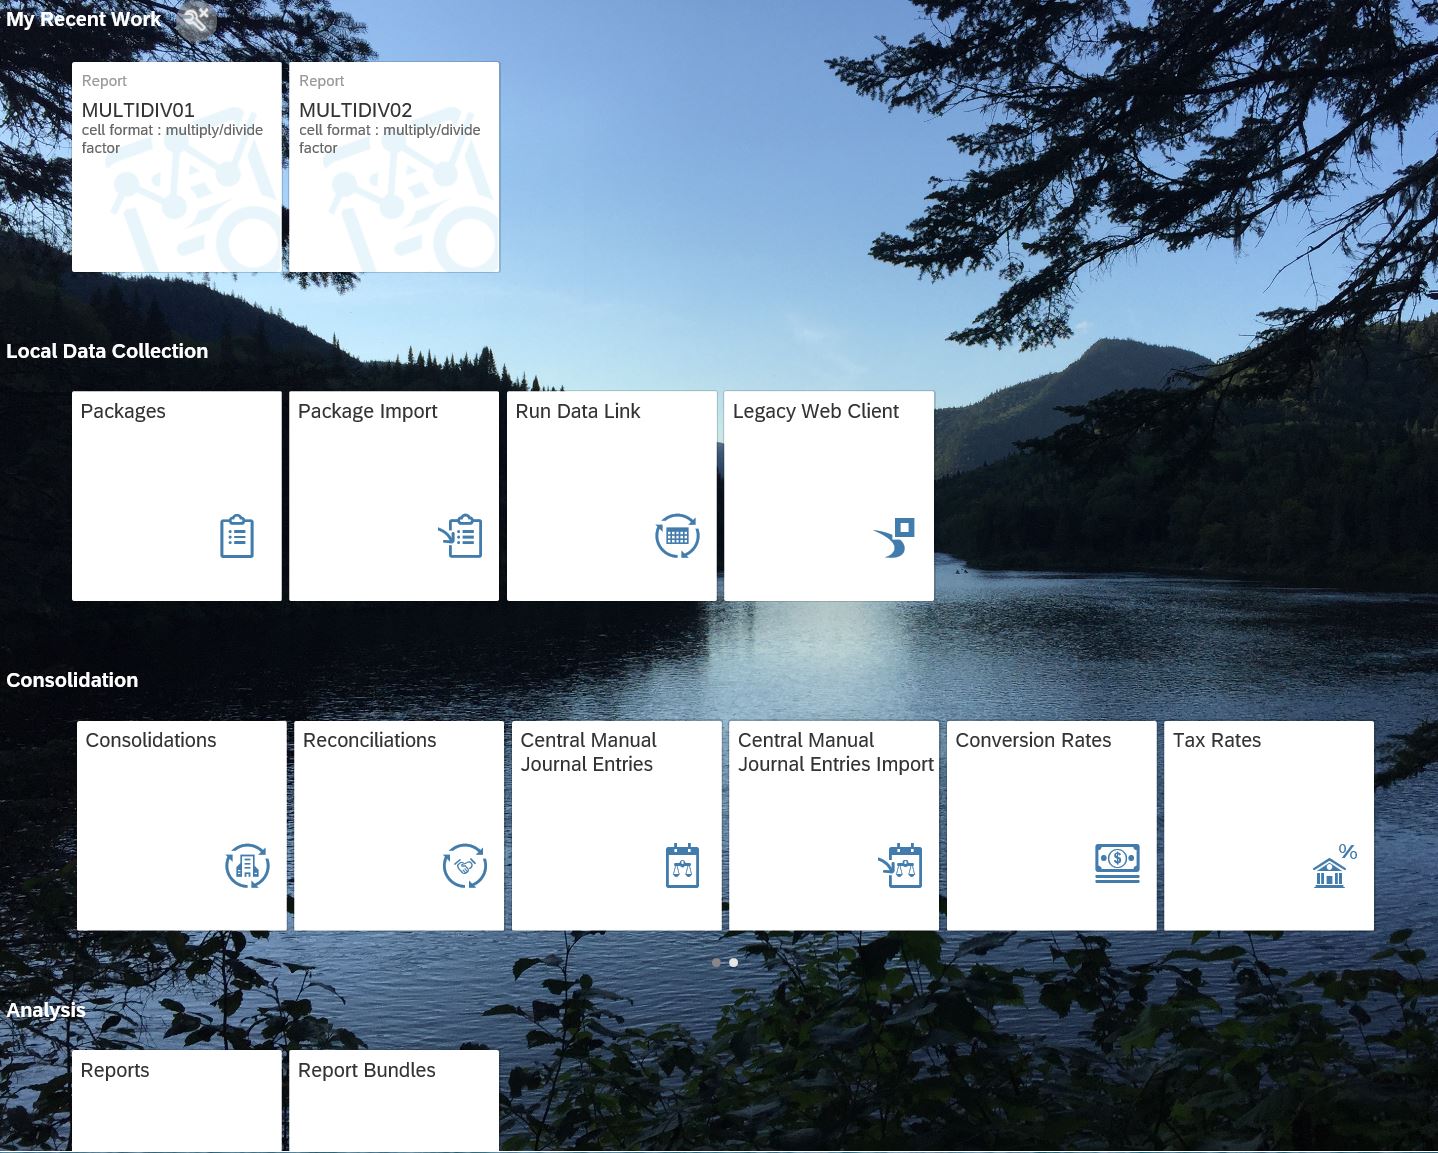 My Recent Work
Report
MULTIDIV01
cell format : multiply/divide
factor
Report
MULTIDIV02
cell format : multiply/divide
factor
Local Data Collection
Packages
Package Import
Run Data Link
Legacy Web Client
Consolidation
Consolidations
Reconciliations
Central Manual
Journal Entries
Central Manual
Journal Entries Import
Conversion Rates
$
Tax Rates
%
Analysis
Reports
Report Bundles